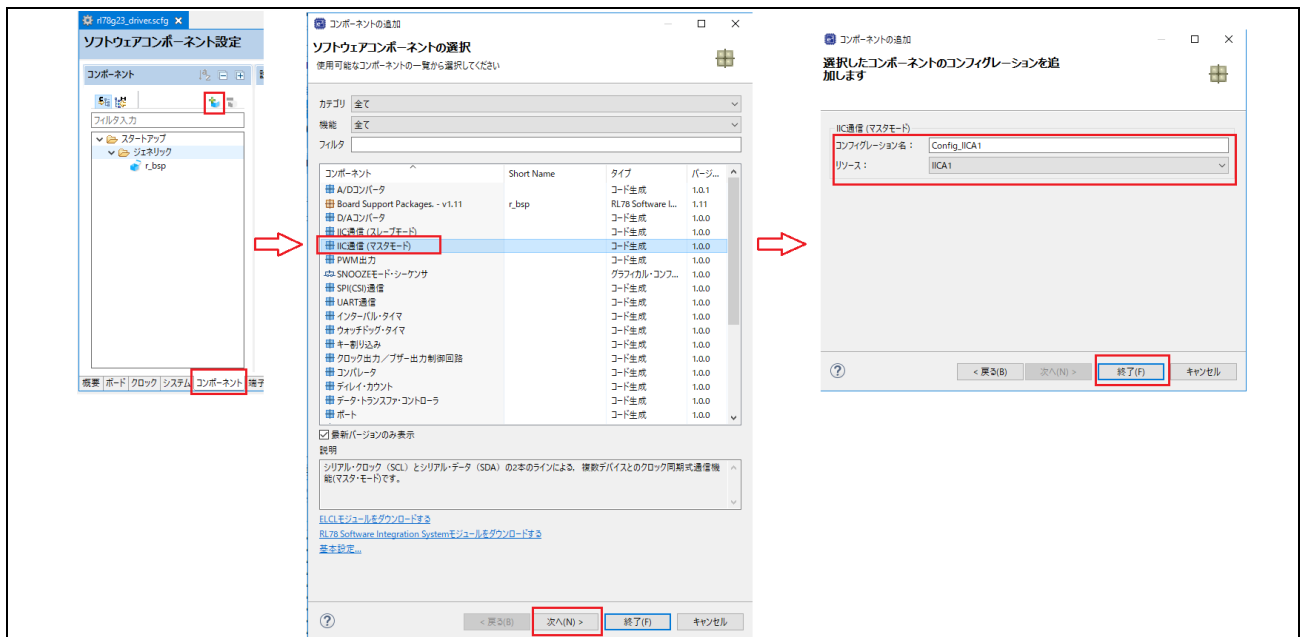 rl78g23_driver.scfg
ソフトウェアコンポーネント設定
コンポーネント
フィルタ入力
スタートアップ
ジェネリック
r_bsp
概要 ボード クロック システム コンポーネント 端子
コンポーネントの追加
ソフトウェアコンポーネントの選択
使用可能なコンポーネントの一覧から選択してください
カテゴリ 全て
機能 全て
フィルタ
コンポーネント Short Name タイプ バージ...
A/Dコンバータ コード生成 1.0.1
Board Support Packages. - v1.11 r_bsp RL78 Software I... 1.11
D/Aコンバータ コード生成 1.0.0
IIC通信 (スレーブモード) コード生成 1.0.0
IIC通信 (マスタモード) コード生成 1.0.0
PWM出力 コード生成 1.0.0
SNOOZEモード・シーケンサ グラフィカル・コンフ... 1.0.0
SPI(CSI)通信 コード生成 1.0.0
UART通信 コード生成 1.0.0
インターバル・タイマ コード生成 1.0.0
ウォッチドッグ・タイマ コード生成 1.0.0
キー割り込み コード生成 1.0.0
クロック出力／ブザー出力制御回路 コード生成 1.0.0
コンパレータ コード生成 1.0.0
ディレイ・カウント コード生成 1.0.0
データ・トランスファ・コントローラ コード生成 1.0.0
ポート コード生成 1.0.0
最新バージョンのみ表示
説明
シリアル・クロック（SCL）とシリアル・データ（SDA）の2本のラインによる、複数デバイスとのクロック同期式通信機
能(マスタ・モード)です。
ELCLモジュールをダウンロードする
RL78 Software Integration Systemモジュールをダウンロードする
基本設定...
< 戻る(B) 次へ(N) > 終了(F) キャンセル
コンポーネントの追加
選択したコンポーネントのコンフィグレーションを追
加します
IIC通信 (マスタモード)
コンフィグレーション名： Config_IICA1
リソース： IICA1
< 戻る(B) 次へ(N) > 終了(F) キャンセル